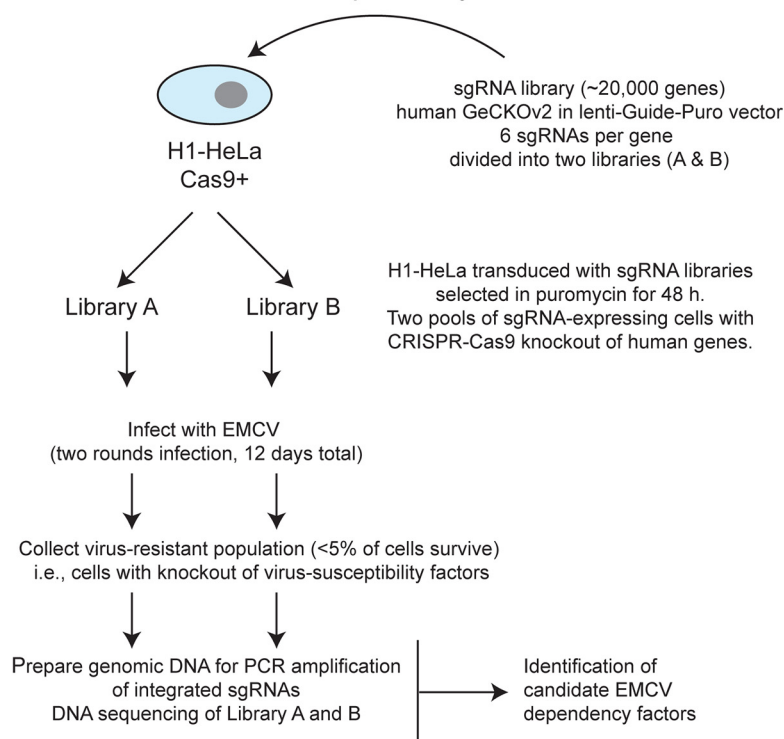 sgRNA library (~20,000 genes)
human GeCKOv2 in lenti-Guide-Puro vector
6 sgRNAs per gene
divided into two libraries (A & B)
H1-HeLa
Cas9+
H1-HeLa transduced with sgRNA libraries
selected in puromycin for 48 h.
Two pools of sgRNA-expressing cells with
CRISPR-Cas9 knockout of human genes.
Library A
Library B
Infect with EMCV
(two rounds infection, 12 days total)
Collect virus-resistant population (<5% of cells survive)
i.e., cells with knockout of virus-susceptibility factors
Prepare genomic DNA for PCR amplification
of integrated sgRNAs
DNA sequencing of Library A and B
Identification of
candidate EMCV
dependency factors